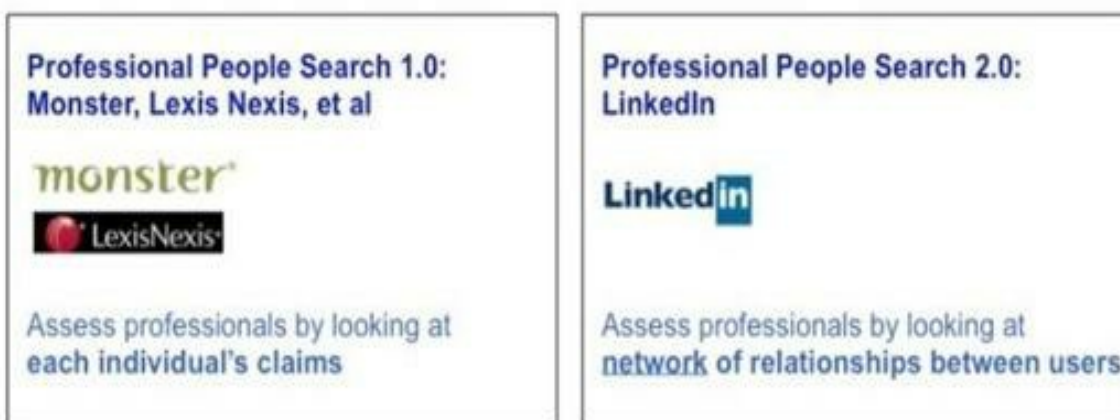 Professional People Search 1.0:
Monster, Lexis Nexis, et al
monster
LexisNexis
Assess professionals by looking at
each individual's claims
Professional People Search 2.0:
LinkedIn
Linkedin
Assess professionals by looking at
network of relationships between users